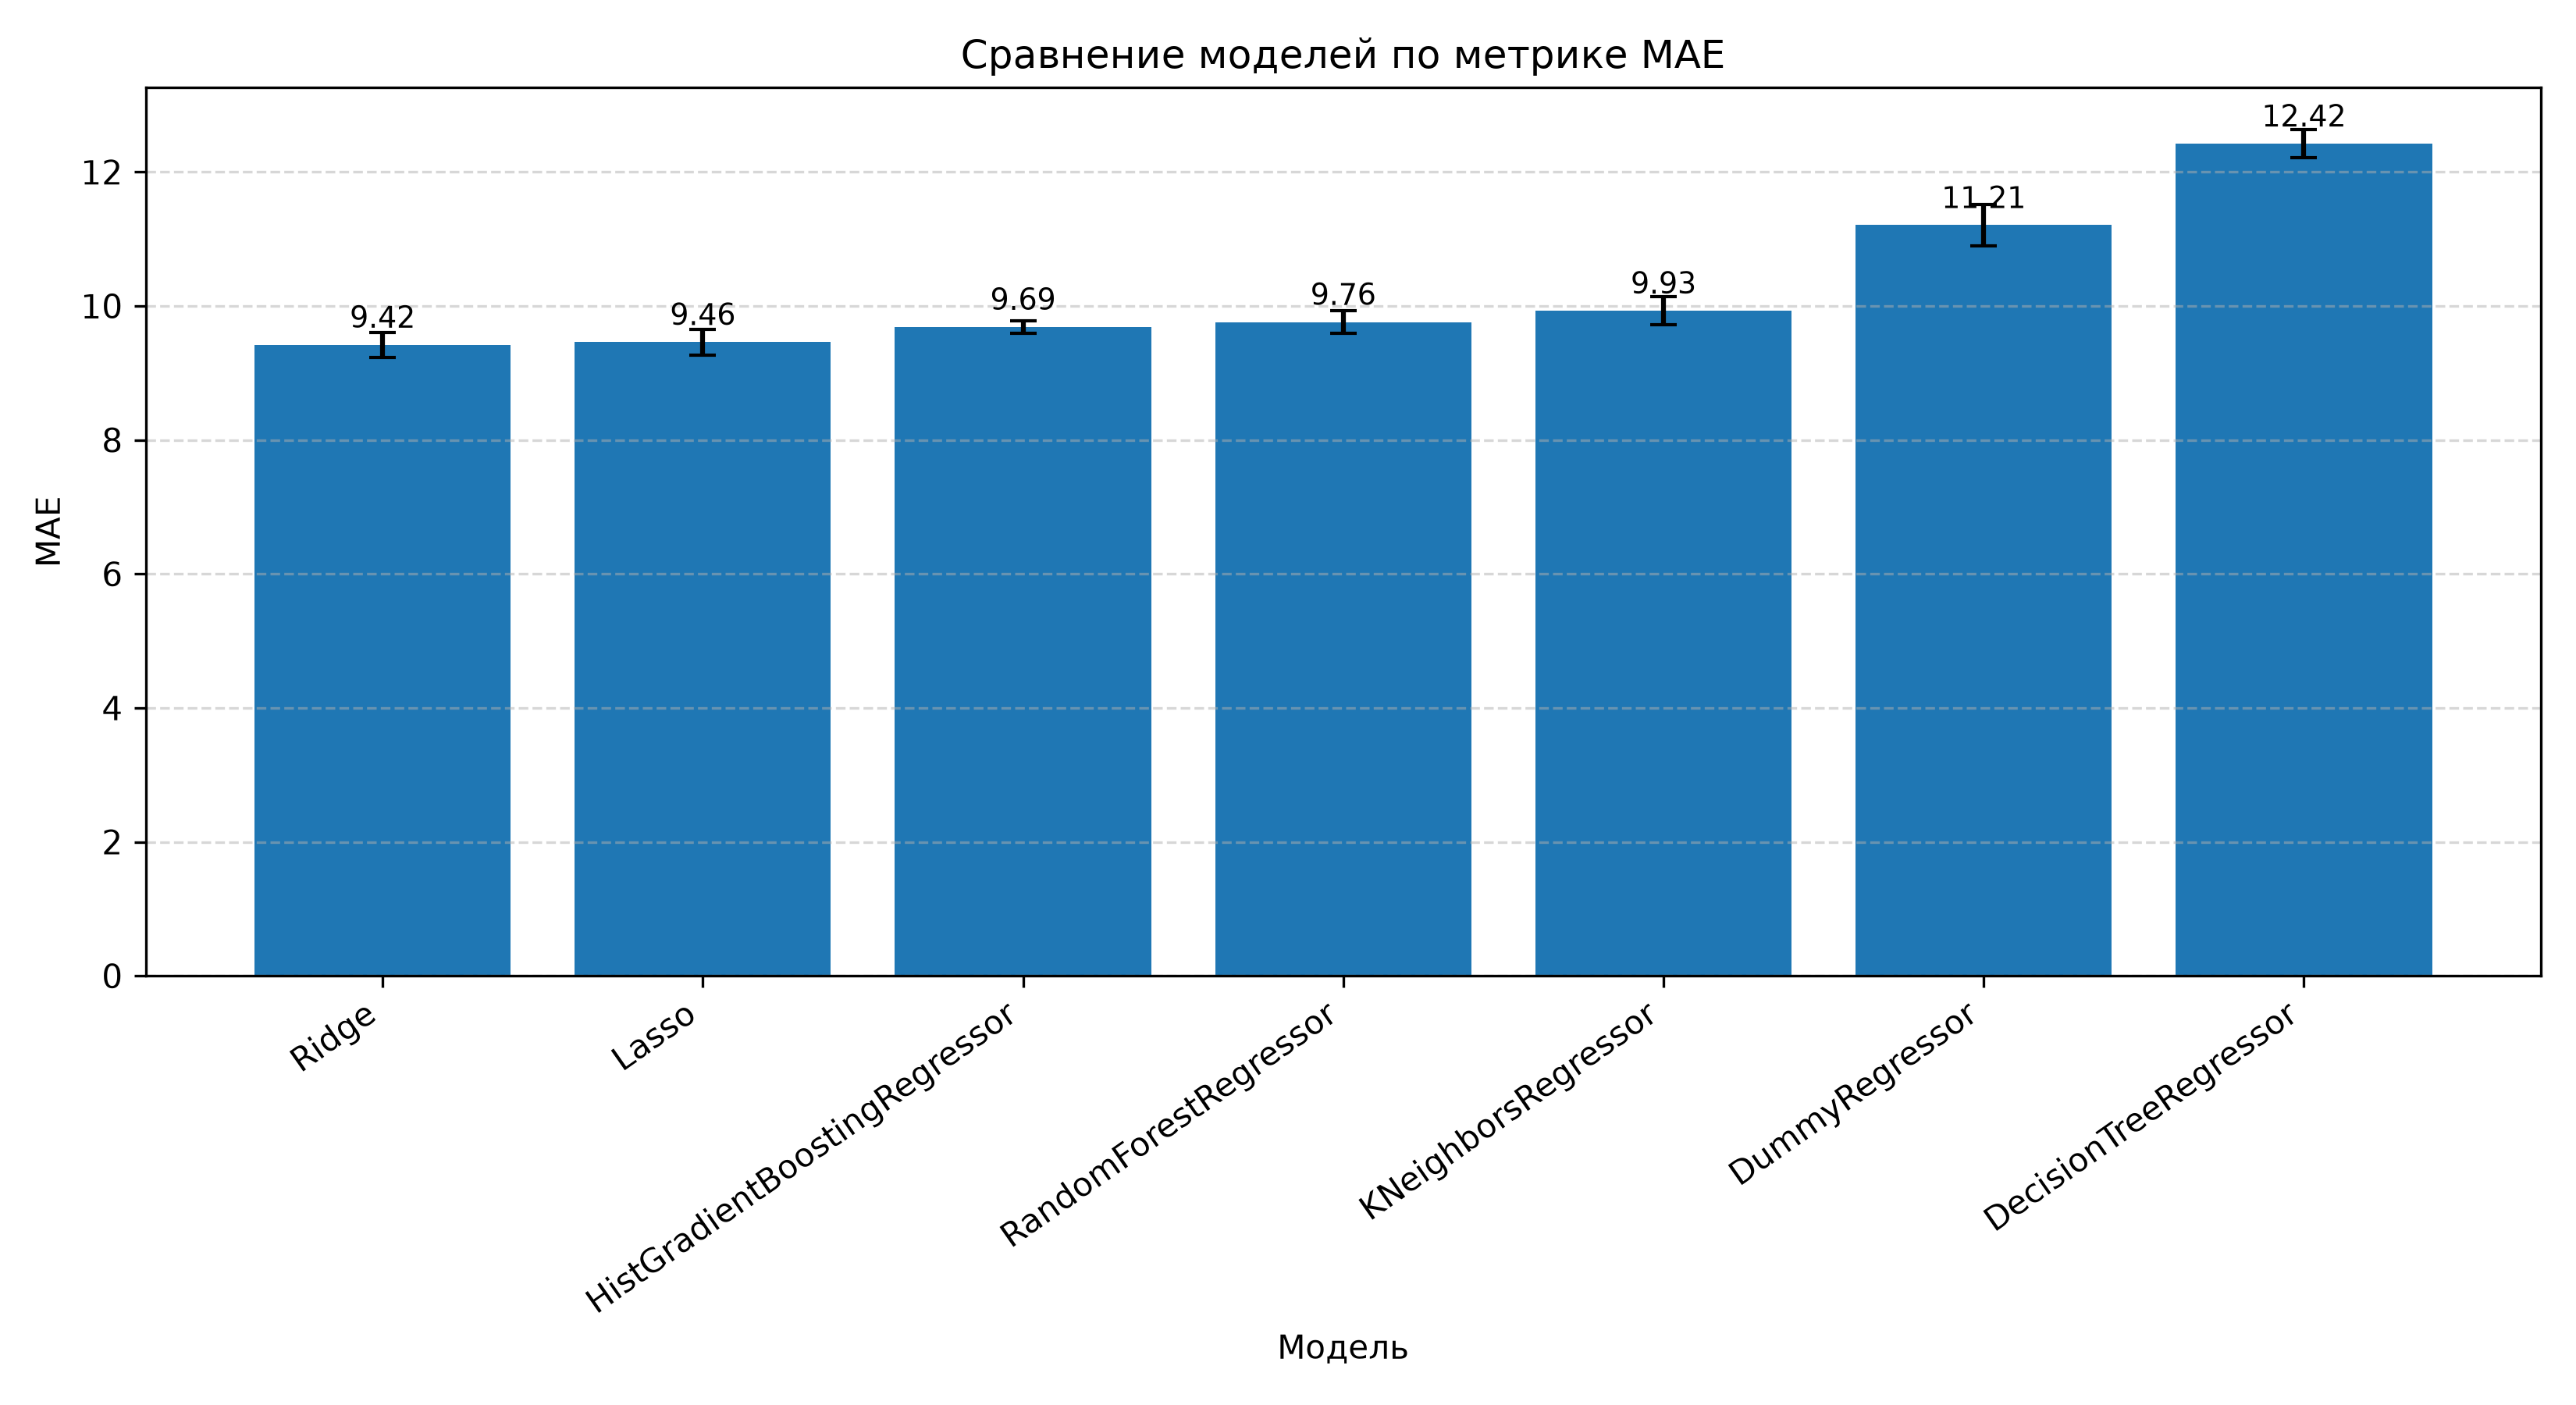 Сравнение моделей по метрике MAE
MAE
12
10
8
6
4
2
0
9.42
9.46
9.69
9.76
9.93
11.21
12.42
Ridge
Lasso
HistGradientBoostingRegressor
RandomForestRegressor
KNeighborsRegressor
DummyRegressor
DecisionTreeRegressor
Модель